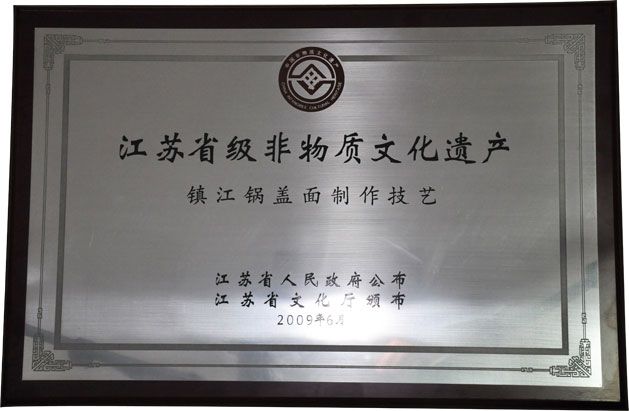 江苏省级非物质文化遗产
镇江锅盖面制作技艺
江苏省人民政府公布
江苏省文化厅颁布
2009年6月